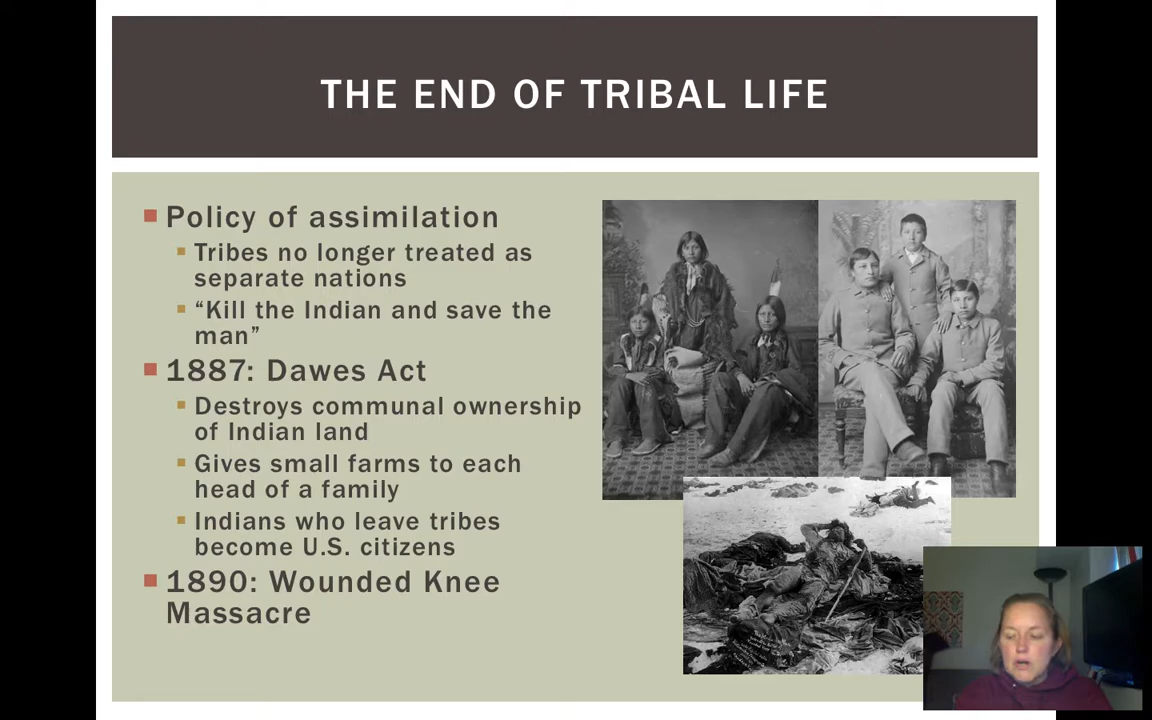 THE END OF TRIBAL LIFE
Policy of assimilation
Tribes no longer treated as
separate nations
“Kill the Indian and save the
man”
1887: Dawes Act
Destroys communal ownership
of Indian land
Gives small farms to each
head of a family
Indians who leave tribes
become U.S. citizens
1890: Wounded Knee
Massacre